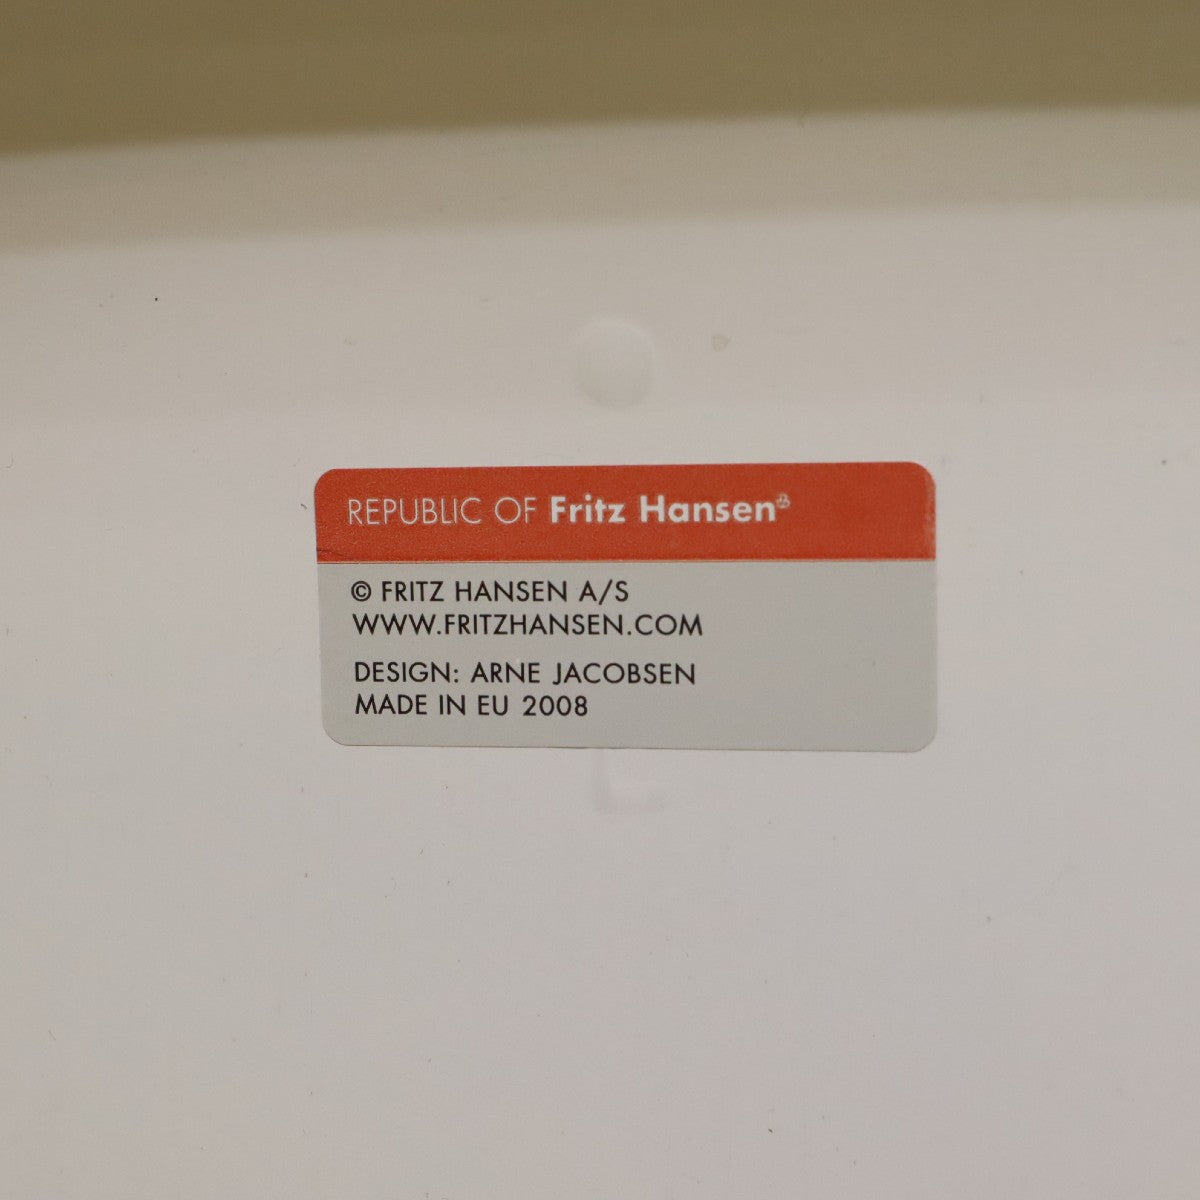 REPUBLIC OF Fritz Hansen®
© FRITZ HANSEN A/S
WWW.FRITZHANSEN.COM
DESIGN: ARNE JACOBSEN
MADE IN EU 2008